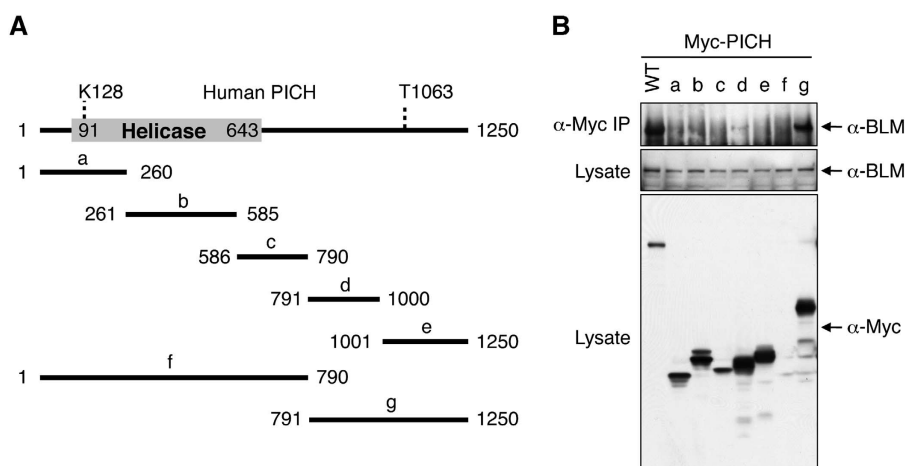 A
K128 Human PICH T1063
1 91 Helicase 643 1250
a
1 260
b
261 585
c
586 790
d
791 1000
e
1001 1250
f
1 790
791 1250
g
B
Myc-PICH
WT a b c d e f g
α-Myc IP α-BLM
Lysate α-BLM
Lysate α-Myc